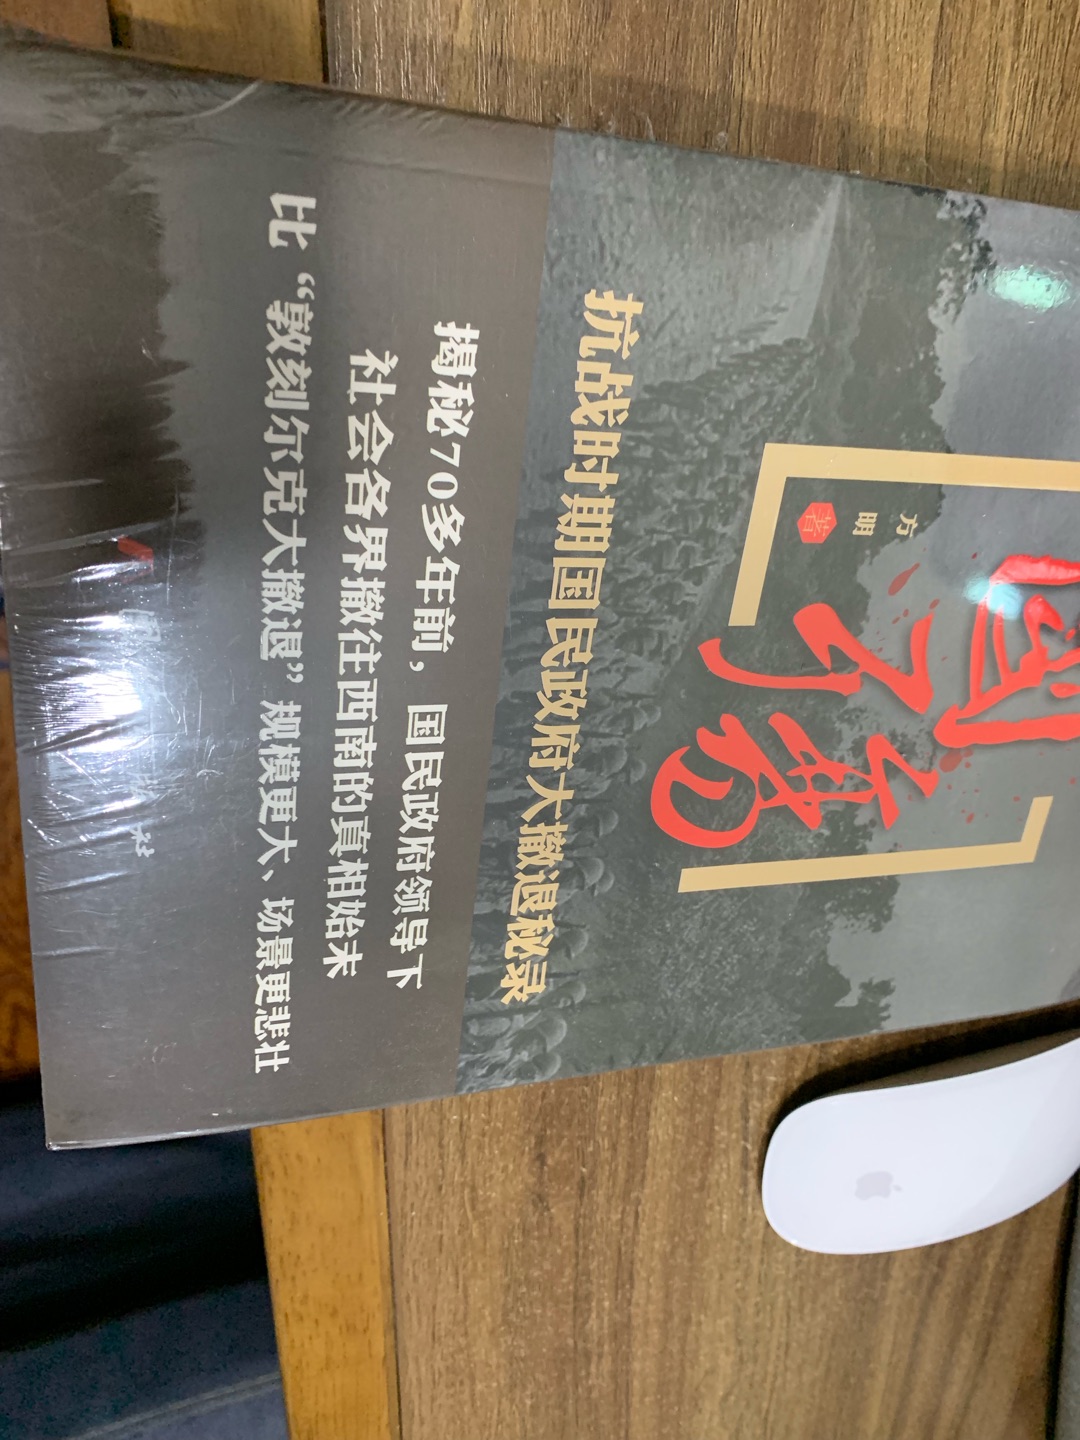 国殇
方明 著
抗战时期国民政府大撤退秘录
揭秘70多年前，国民政府领导下
社会各界撤往西南的真相始末
比“敦刻尔克大撤退”规模更大、场景更悲壮